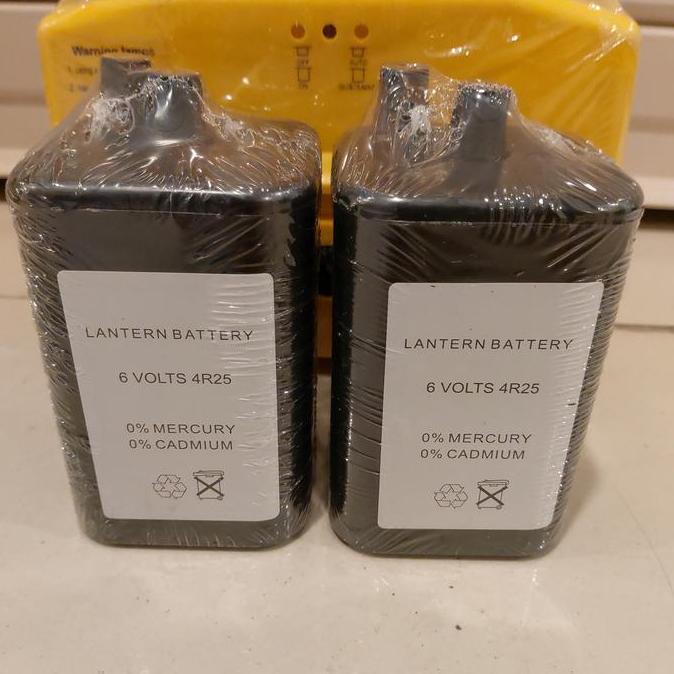 Warning lamps
OFF
AUTO
ON
LANTERN BATTERY
6 VOLTS 4R25
0% MERCURY
0% CADMIUM
LANTERN BATTERY
6 VOLTS 4R25
0% MERCURY
0% CADMIUM